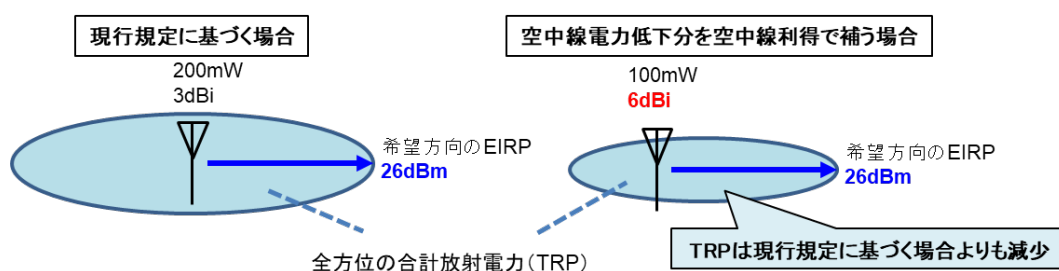 現行規定に基づく場合
200mW
3dBi
希望方向のEIRP
26dBm
空中線電力低下分を空中線利得で補う場合
100mW
6dBi
希望方向のEIRP
26dBm
全方位の合計放射電力(TRP)
TRPは現行規定に基づく場合よりも減少